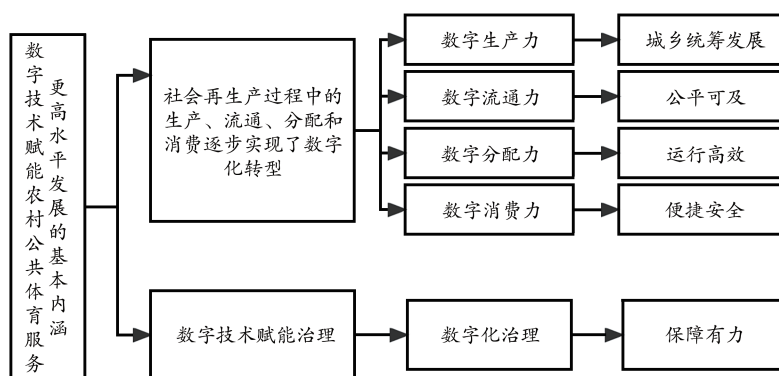 数字技术赋能农村公共体育服务
更高水平发展的基本内涵
社会再生产过程中的
生产、流通、分配和
消费逐步实现了数字
化转型
数字生产力
城乡统筹发展
数字流通力
公平可及
数字分配力
运行高效
数字消费力
便捷安全
数字技术赋能治理
数字化治理
保障有力